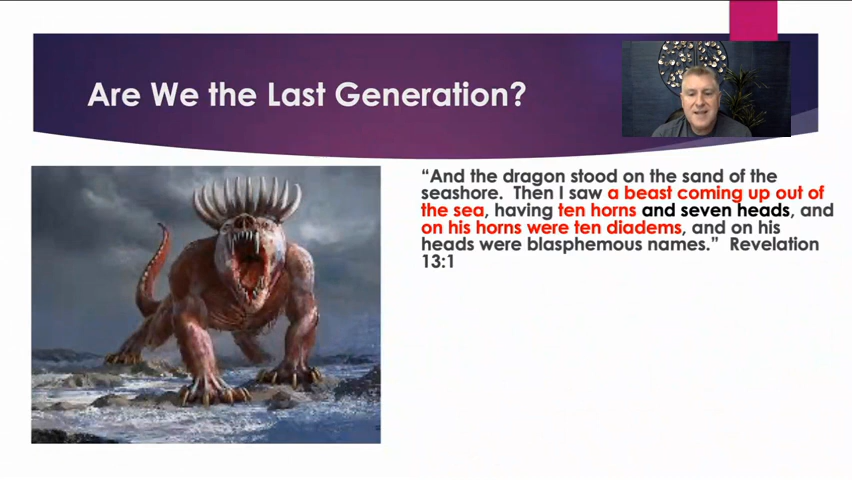 Are We the Last Generation?
“And the dragon stood on the sand of the
seashore.  Then I saw a beast coming up out of
the sea, having ten horns and seven heads, and
on his horns were ten diadems, and on his
heads were blasphemous names.”  Revelation
13:1